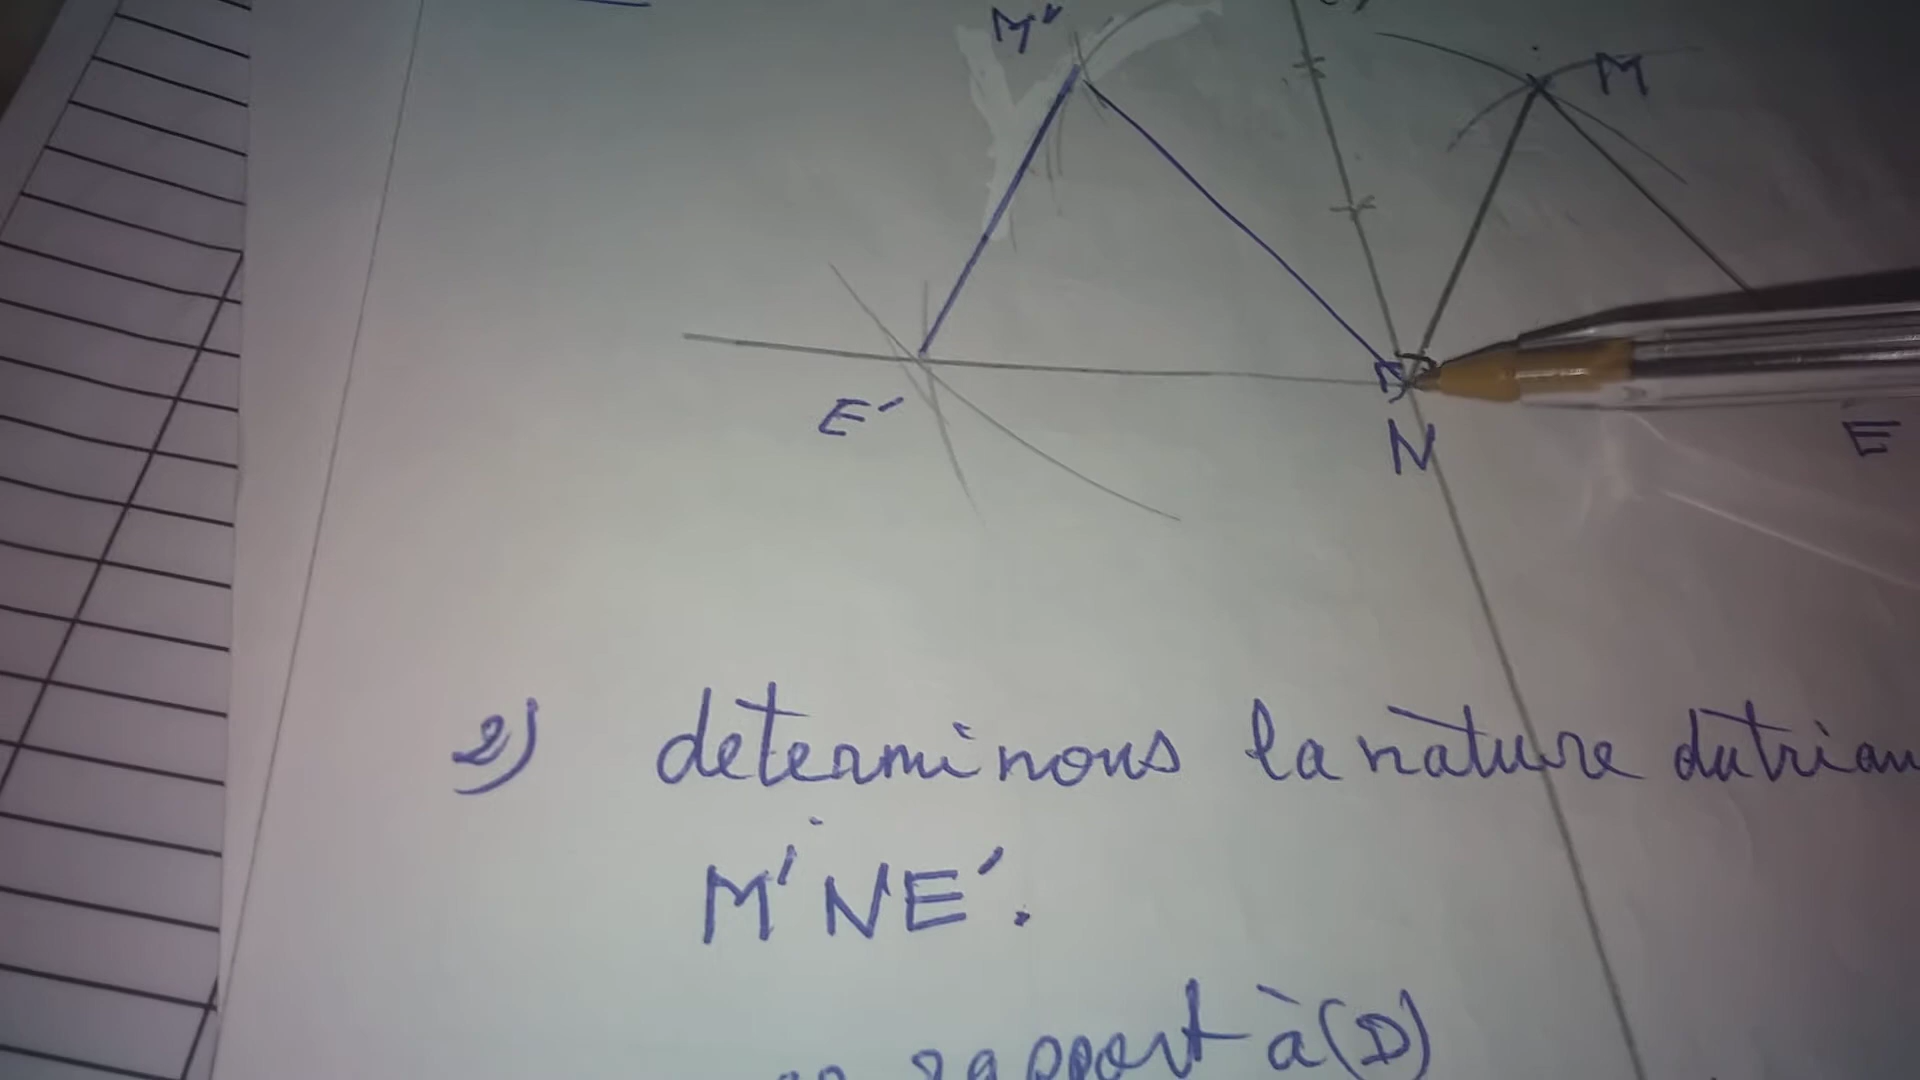 M'
M
E'
N
E
2) determinons la nature du trian
M'NE'.
rapport à (D)